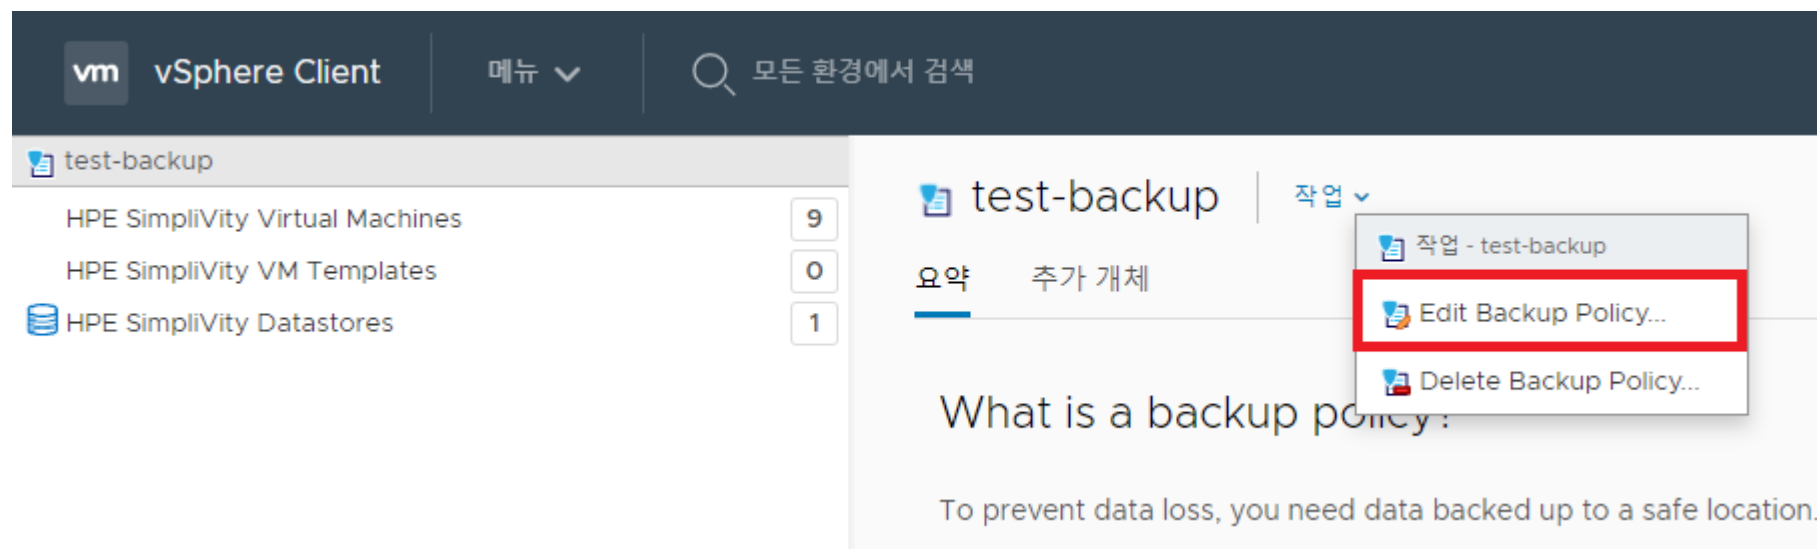 vm vSphere Client 메뉴 모든 환경에서 검색
test-backup
HPE SimpliVity Virtual Machines 9
HPE SimpliVity VM Templates 0
HPE SimpliVity Datastores 1
test-backup 작업
작업 - test-backup
Edit Backup Policy...
Delete Backup Policy...
요약 추가 개체
What is a backup policy?
To prevent data loss, you need data backed up to a safe location.